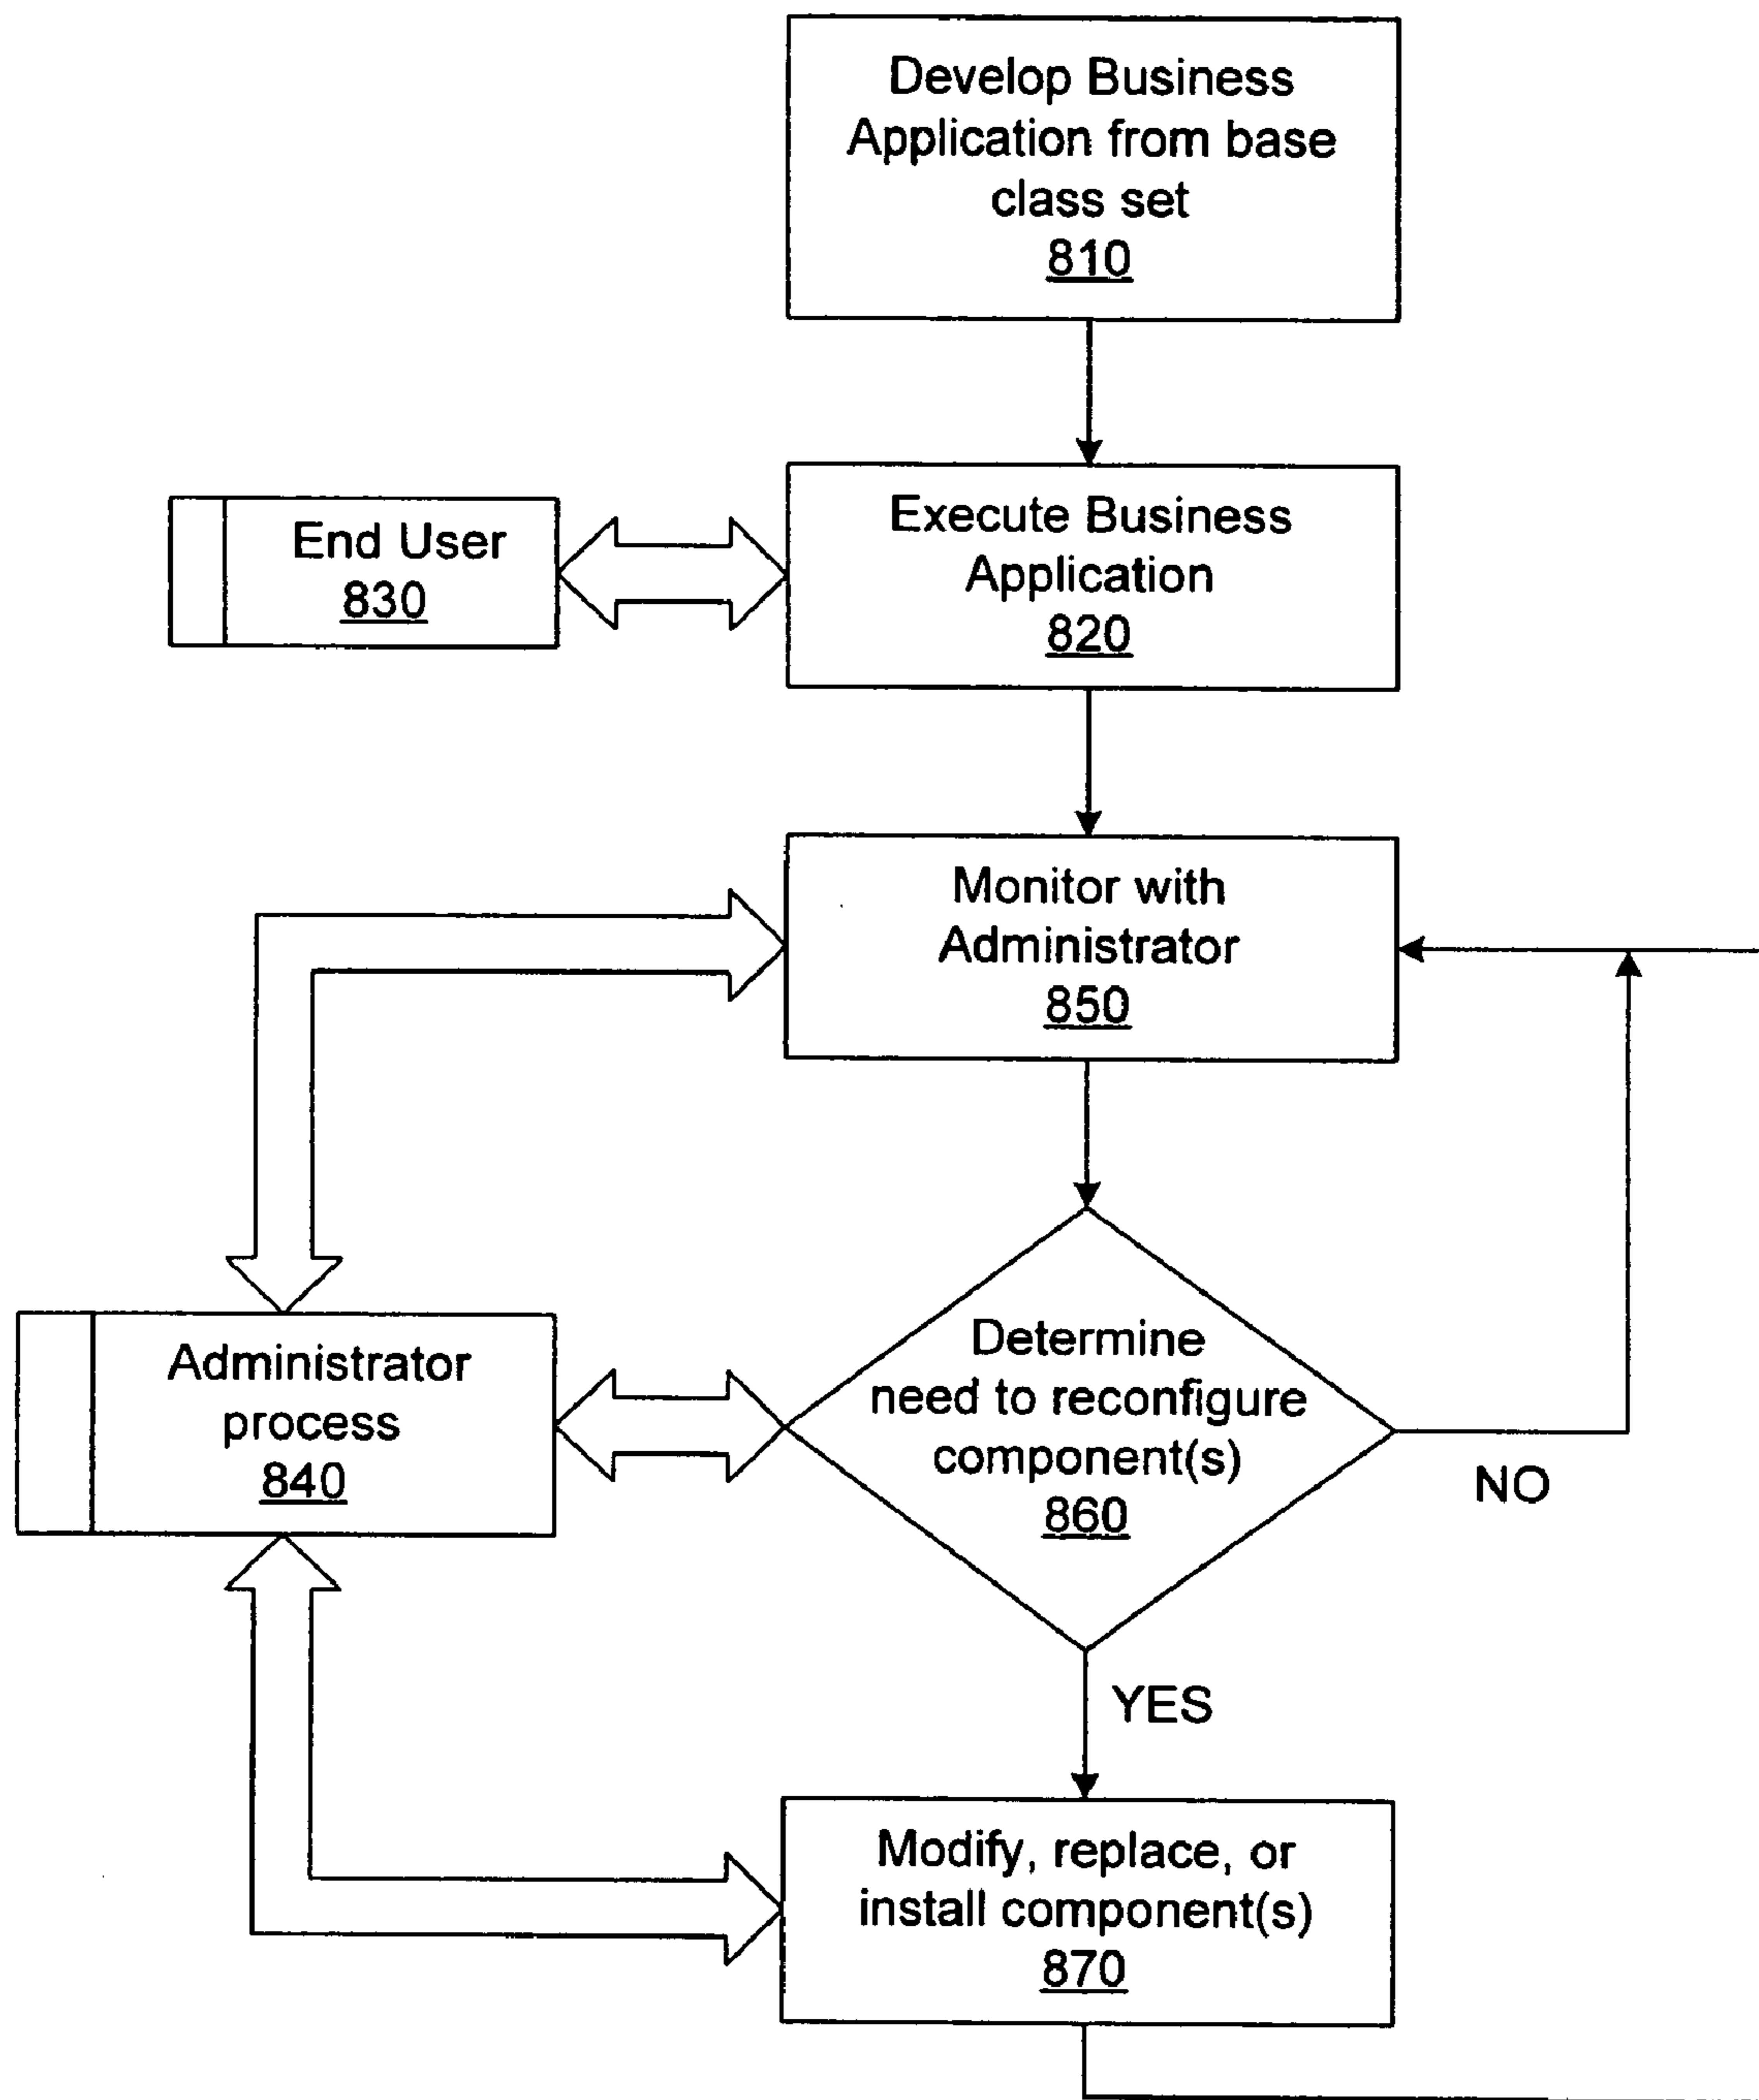 Develop Business
Application from base
class set
810
End User
830
Execute Business
Application
820
Monitor with
Administrator
850
Administrator
process
840
Determine
need to reconfigure
component(s)
860
NO
YES
Modify, replace, or
install component(s)
870